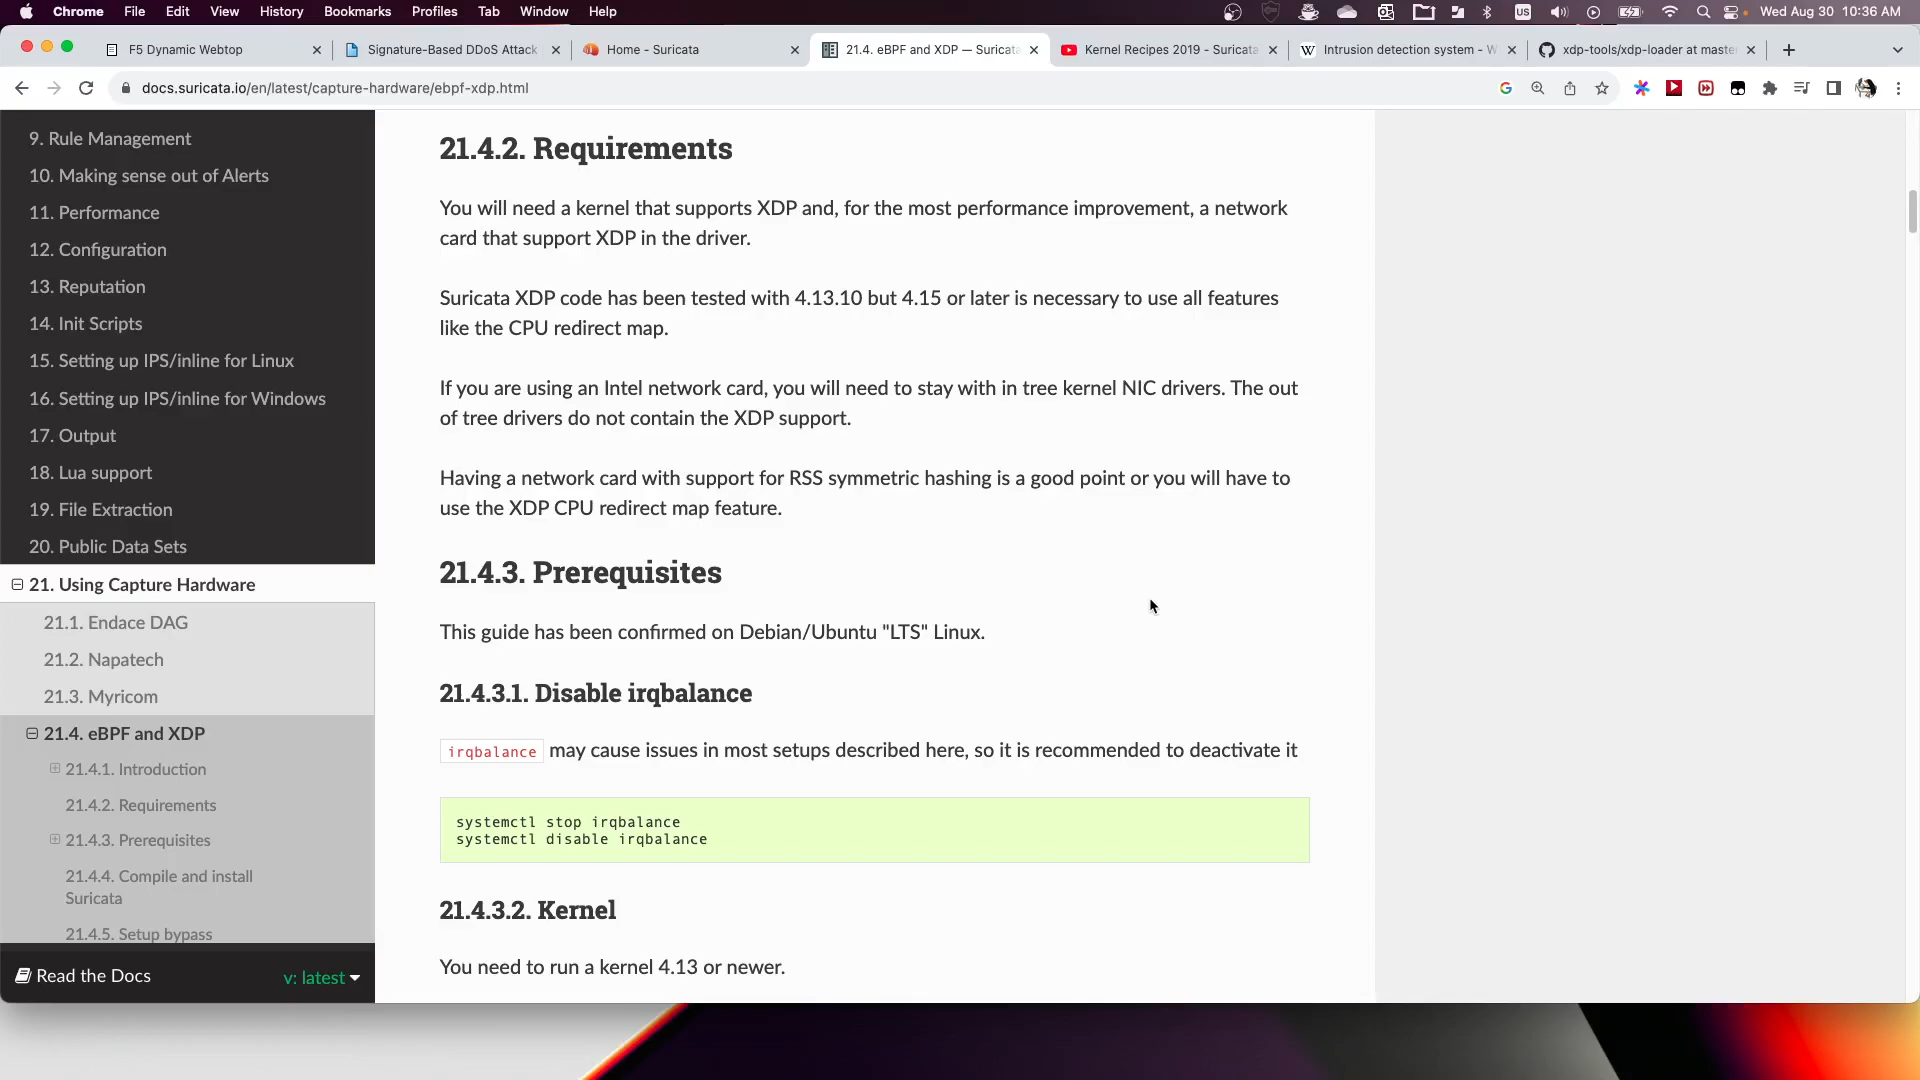 Chrome File Edit View History Bookmarks Profiles Tab Window Help US Wed Aug 30 10:36 AM
F5 Dynamic Webtop Signature-Based DDoS Attack Home - Suricata 21.4. eBPF and XDP — Suricata Kernel Recipes 2019 - Suricata Intrusion detection system - W xdp-tools/xdp-loader at maste
docs.suricata.io/en/latest/capture-hardware/ebpf-xdp.html
9. Rule Management
10. Making sense out of Alerts
11. Performance
12. Configuration
13. Reputation
14. Init Scripts
15. Setting up IPS/inline for Linux
16. Setting up IPS/inline for Windows
17. Output
18. Lua support
19. File Extraction
20. Public Data Sets
21. Using Capture Hardware
21.1. Endace DAG
21.2. Napatech
21.3. Myricom
21.4. eBPF and XDP
21.4.1. Introduction
21.4.2. Requirements
21.4.3. Prerequisites
21.4.4. Compile and install
Suricata
21.4.5. Setup bypass
Read the Docs v: latest
21.4.2. Requirements
You will need a kernel that supports XDP and, for the most performance improvement, a network
card that support XDP in the driver.
Suricata XDP code has been tested with 4.13.10 but 4.15 or later is necessary to use all features
like the CPU redirect map.
If you are using an Intel network card, you will need to stay with in tree kernel NIC drivers. The out
of tree drivers do not contain the XDP support.
Having a network card with support for RSS symmetric hashing is a good point or you will have to
use the XDP CPU redirect map feature.
21.4.3. Prerequisites
This guide has been confirmed on Debian/Ubuntu "LTS" Linux.
21.4.3.1. Disable irqbalance
irqbalance may cause issues in most setups described here, so it is recommended to deactivate it
systemctl stop irqbalance
systemctl disable irqbalance
21.4.3.2. Kernel
You need to run a kernel 4.13 or newer.